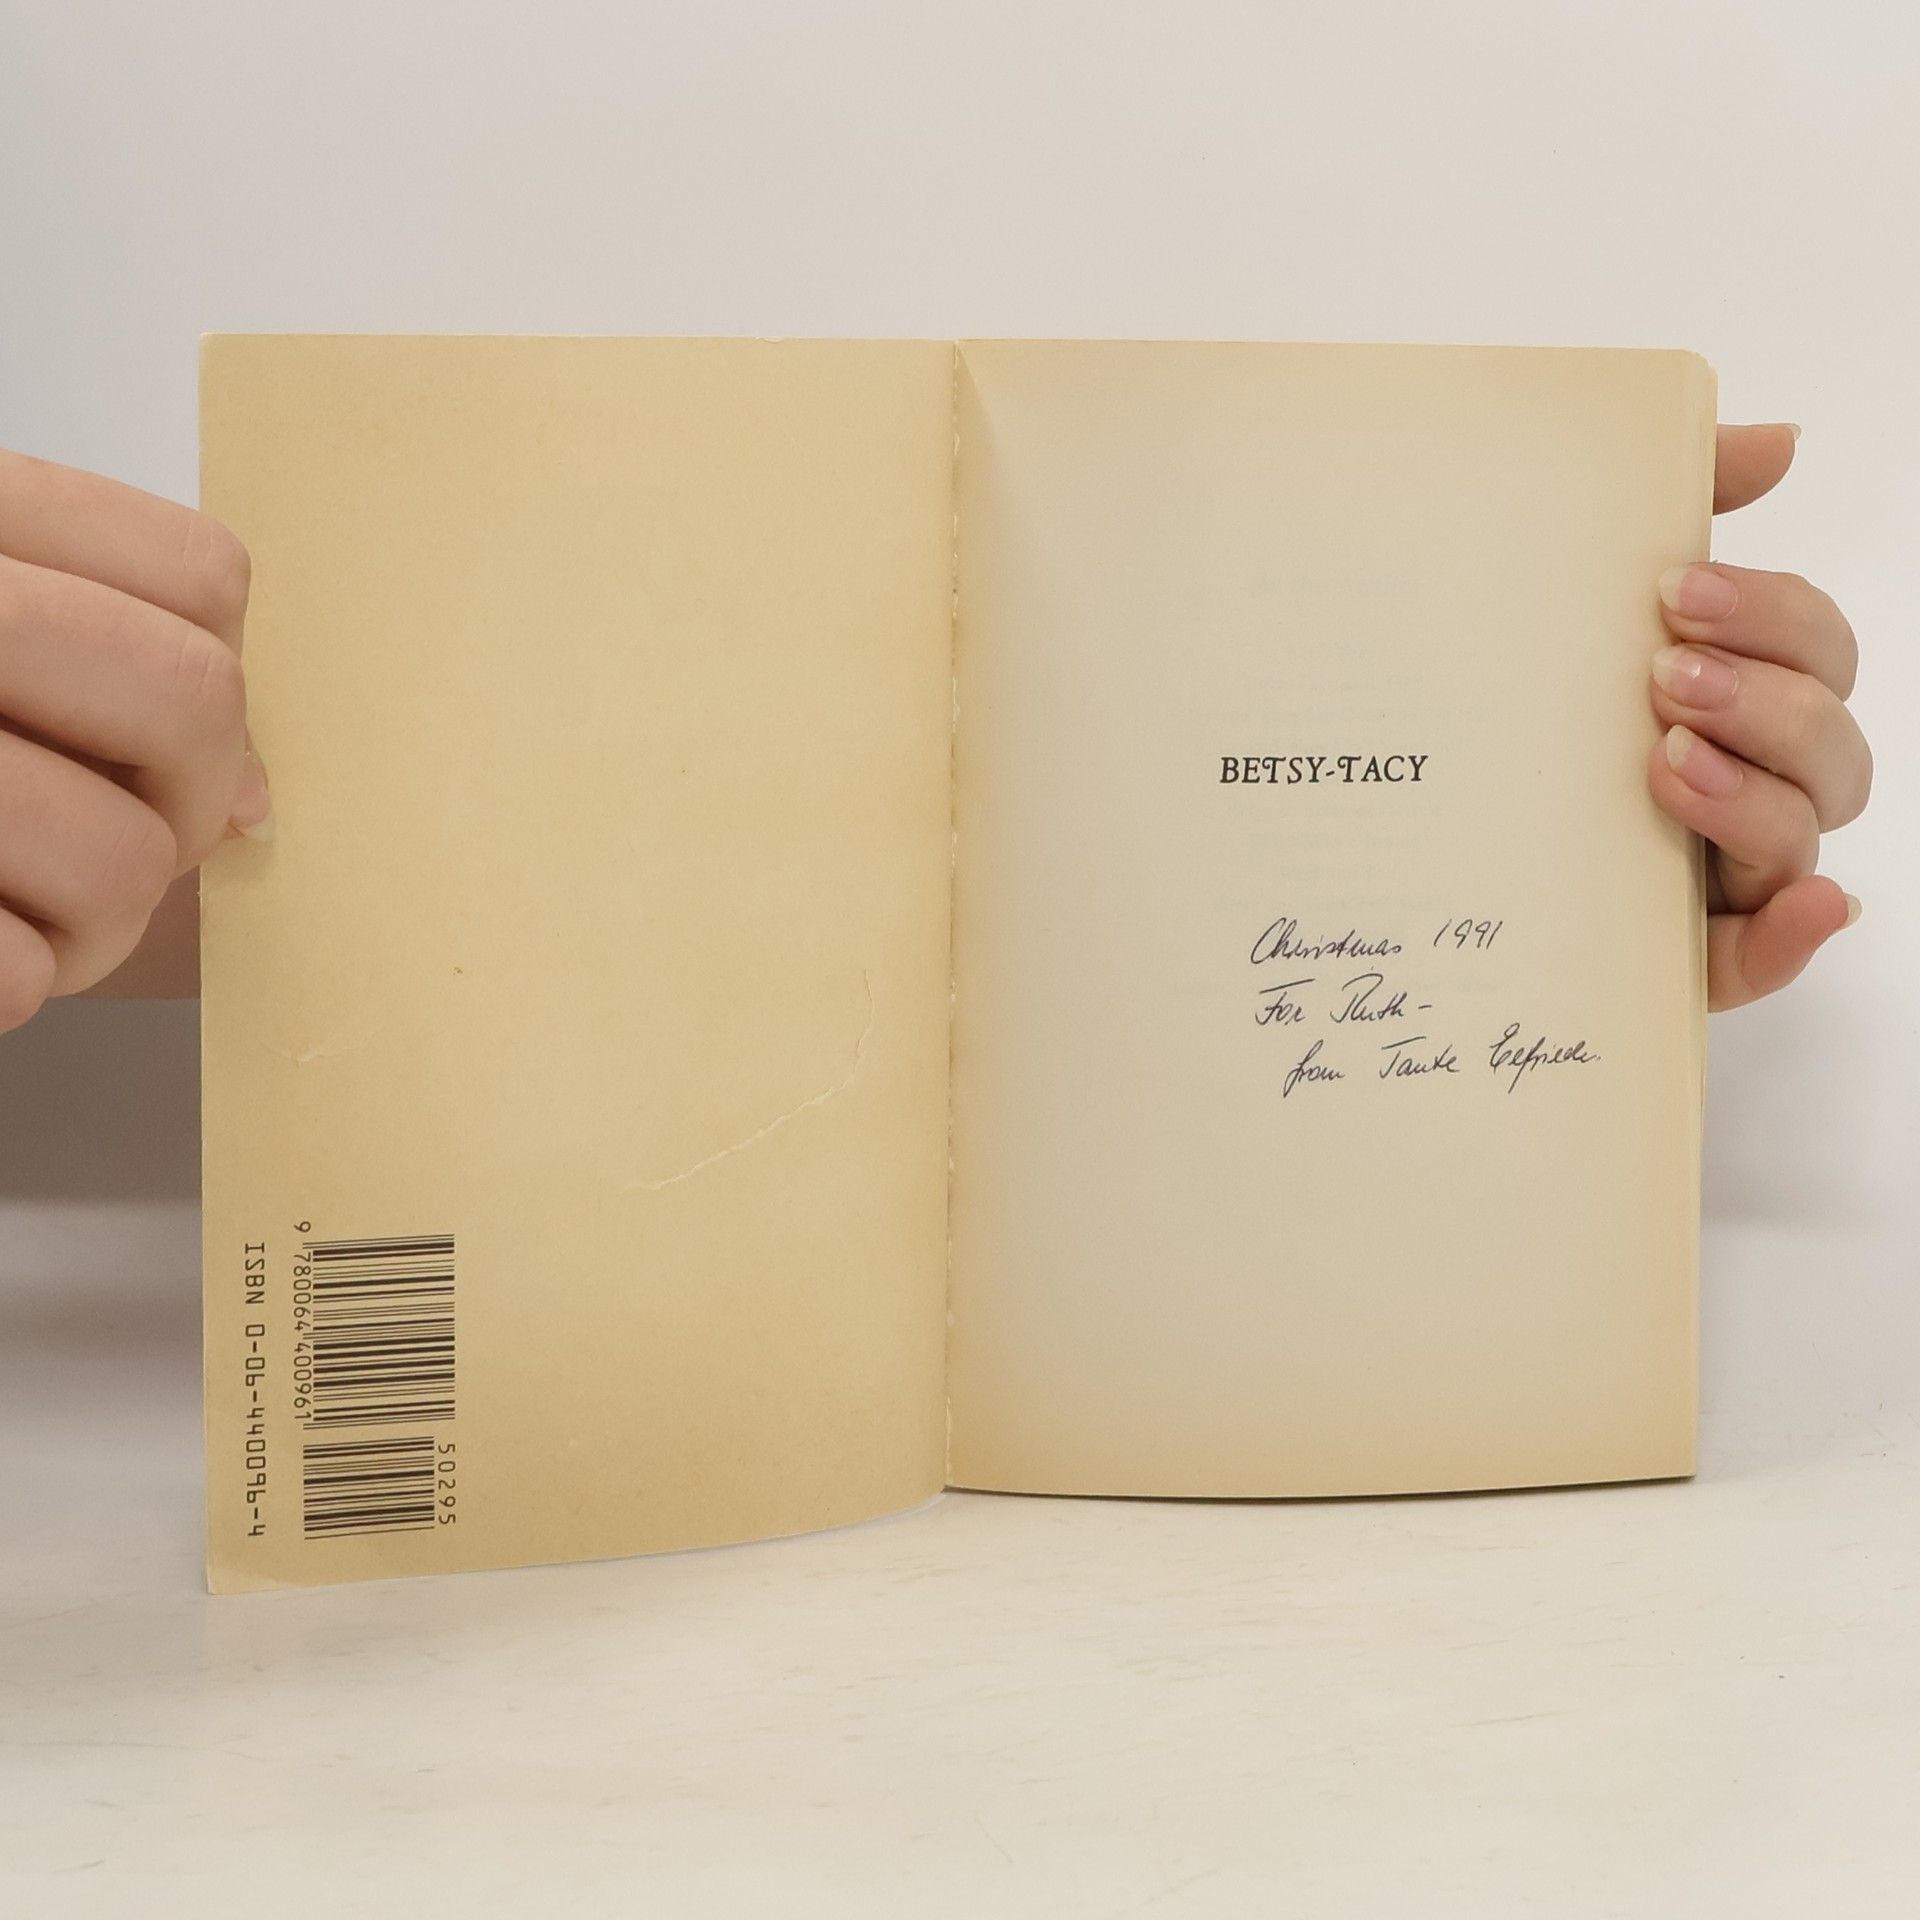 ISBN 0-06-440096-4
9 780064 400961
50295
BETSY-TACY
Christmas 1991
For Ruth-
from Tante Elfriede.